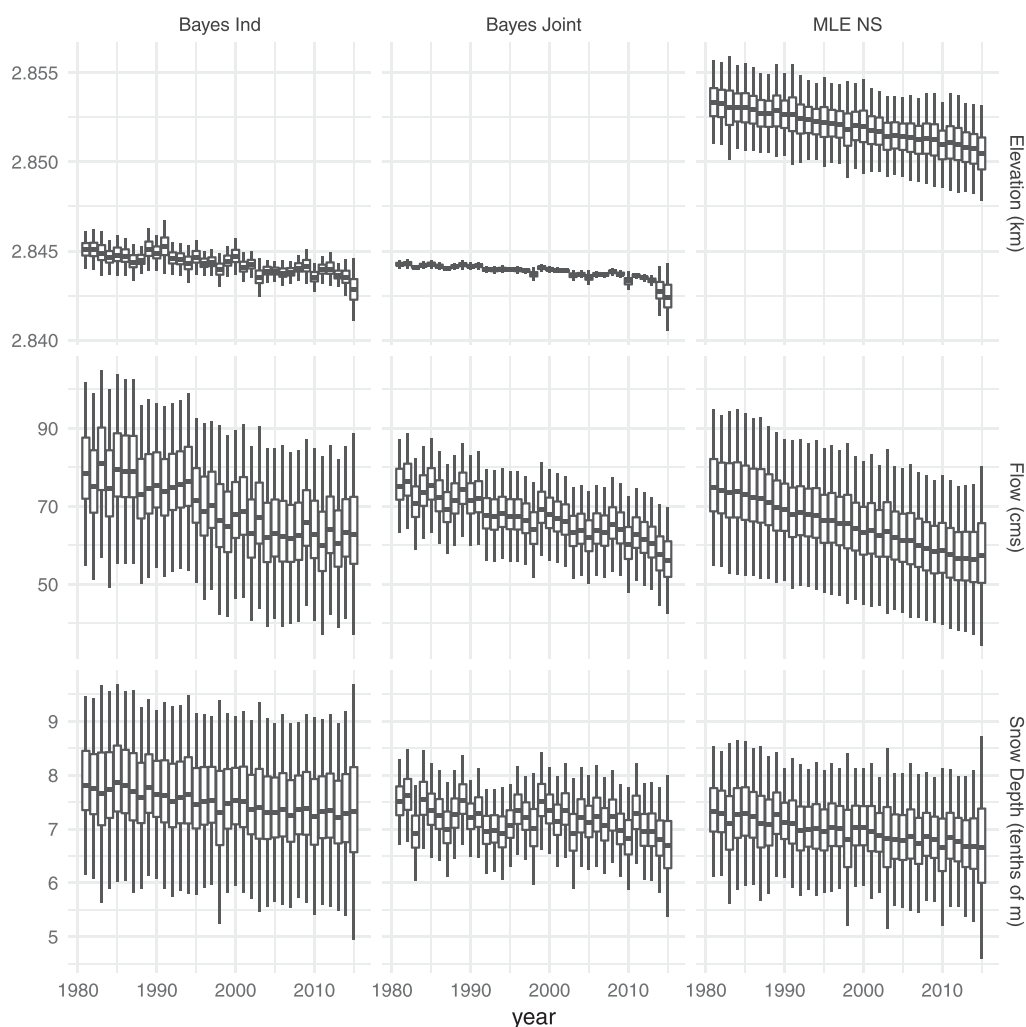 Bayes Ind Bayes Joint MLE NS
2.855
2.850
2.845
2.840
Elevation (km)
90
70
50
Flow (cms)
9
8
7
6
5
Snow Depth (tenths of m)
1980 1990 2000 2010 1980 1990 2000 2010 1980 1990 2000 2010
year